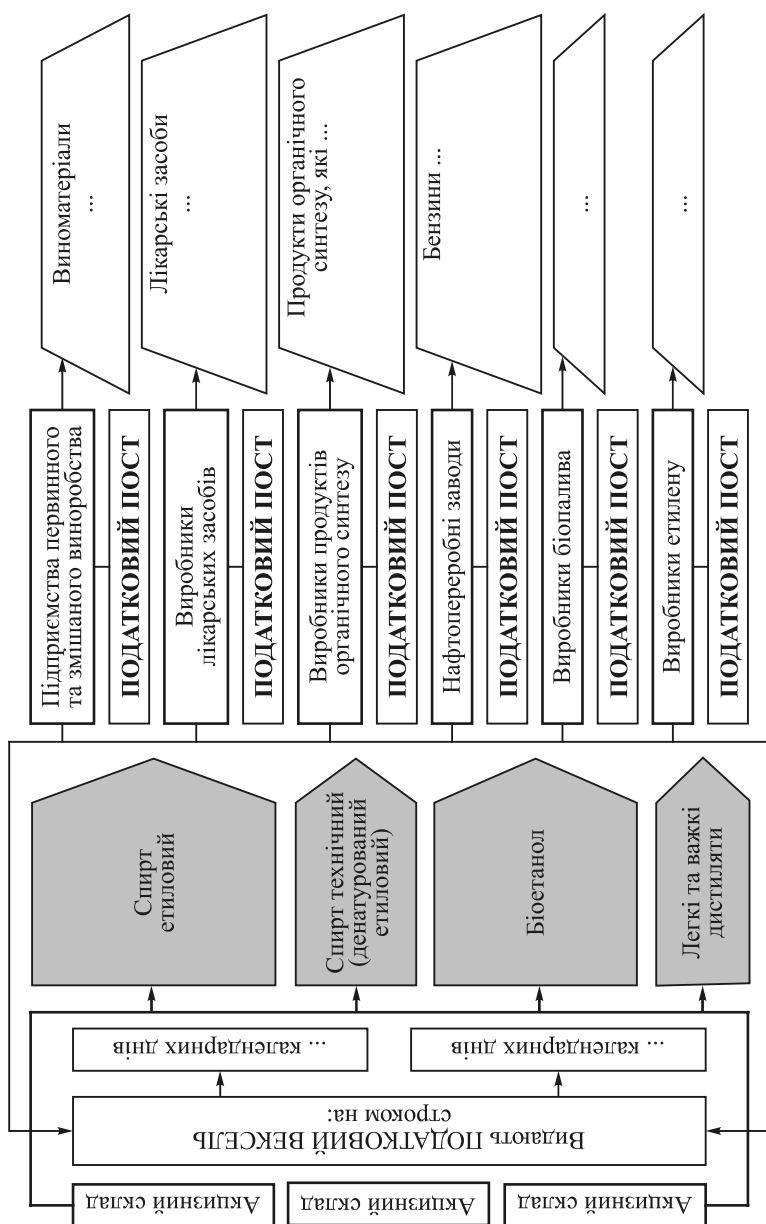 Акцизний склад
Акцизний склад
Акцизний склад
Видають ПОДАТКОВИЙ ВЕКСЕЛЬ
строком на:
... календарних днів
... календарних днів
Спирт
етиловий
Спирт технічний
(денатурований
етиловий)
Біоетанол
Легкі та важкі
дистиляти
Підприємства первинного
та змішаного виноробства
ПОДАТКОВИЙ ПОСТ
Виробники
лікарських засобів
ПОДАТКОВИЙ ПОСТ
Виробники продуктів
органічного синтезу
ПОДАТКОВИЙ ПОСТ
Нафтопереробні заводи
ПОДАТКОВИЙ ПОСТ
Виробники біопалива
ПОДАТКОВИЙ ПОСТ
Виробники етилену
ПОДАТКОВИЙ ПОСТ
Виноматеріали
...
Лікарські засоби
...
Продукти органічного
синтезу, які ...
Бензини ...
...
...